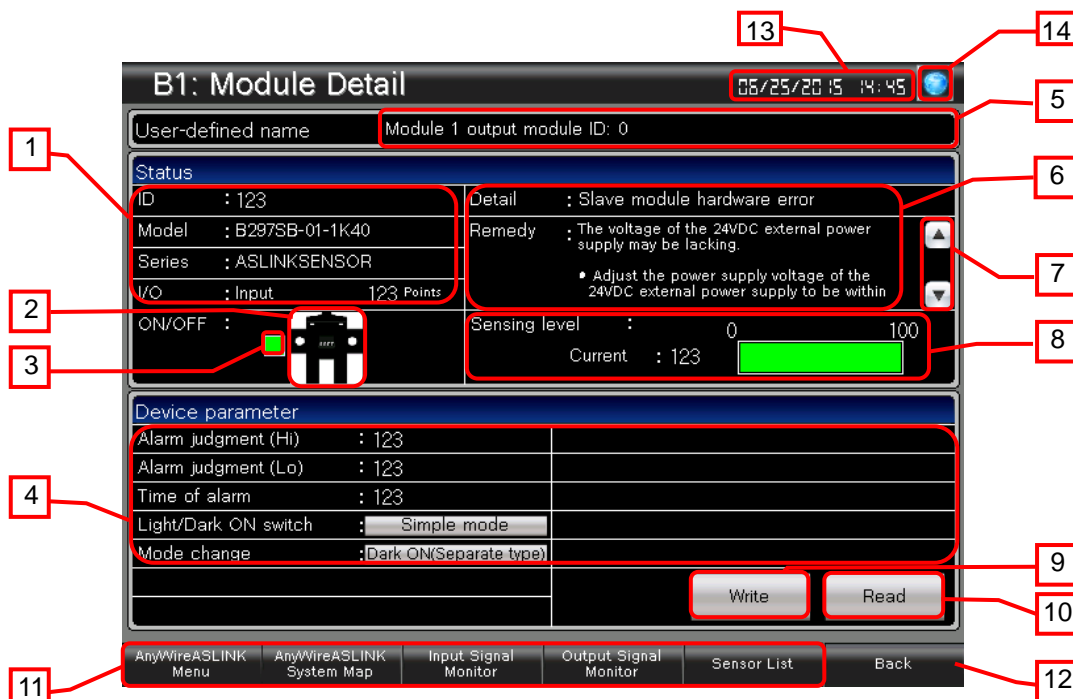 13
14
B1: Module Detail
06/25/2015 14:45
5
User-defined name Module 1 output module ID: 0
1
Status
6
ID : 123
Detail : Slave module hardware error
Model : B297SB-01-1K40
Remedy : The voltage of the 24VDC external power
supply may be lacking.
Series : ASLINKSENSOR
• Adjust the power supply voltage of the
24VDC external power supply to be within
7
I/O : Input 123 Points
2
ON/OFF :
Sensing level :
0 100
8
Current : 123
3
Device parameter
Alarm judgment (Hi) : 123
Alarm judgment (Lo) : 123
4
Time of alarm : 123
Light/Dark ON switch : Simple mode
Mode change : Dark ON(Separate type)
9
Write
Read
10
AnyWireASLINK
Menu
AnyWireASLINK
System Map
Input Signal
Monitor
Output Signal
Monitor
Sensor List
Back
11
12